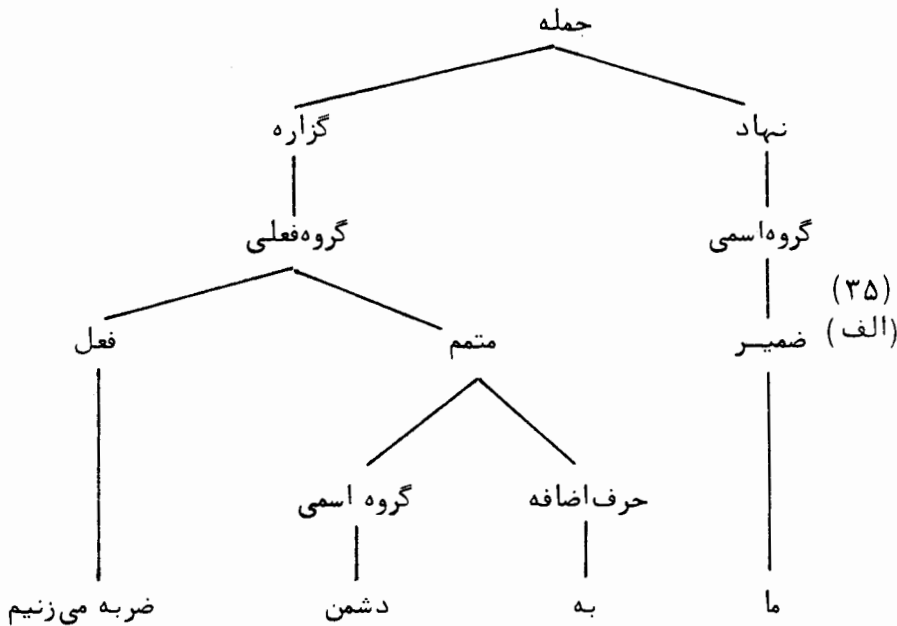 جمله
نهاد گزاره
گروه‌اسمی گروه‌فعلی
(۳۵)
(الف) ضمیـر متمم فعل
حرف‌اضافه گروه اسمی
ما به دشمن ضربه می‌زنیم